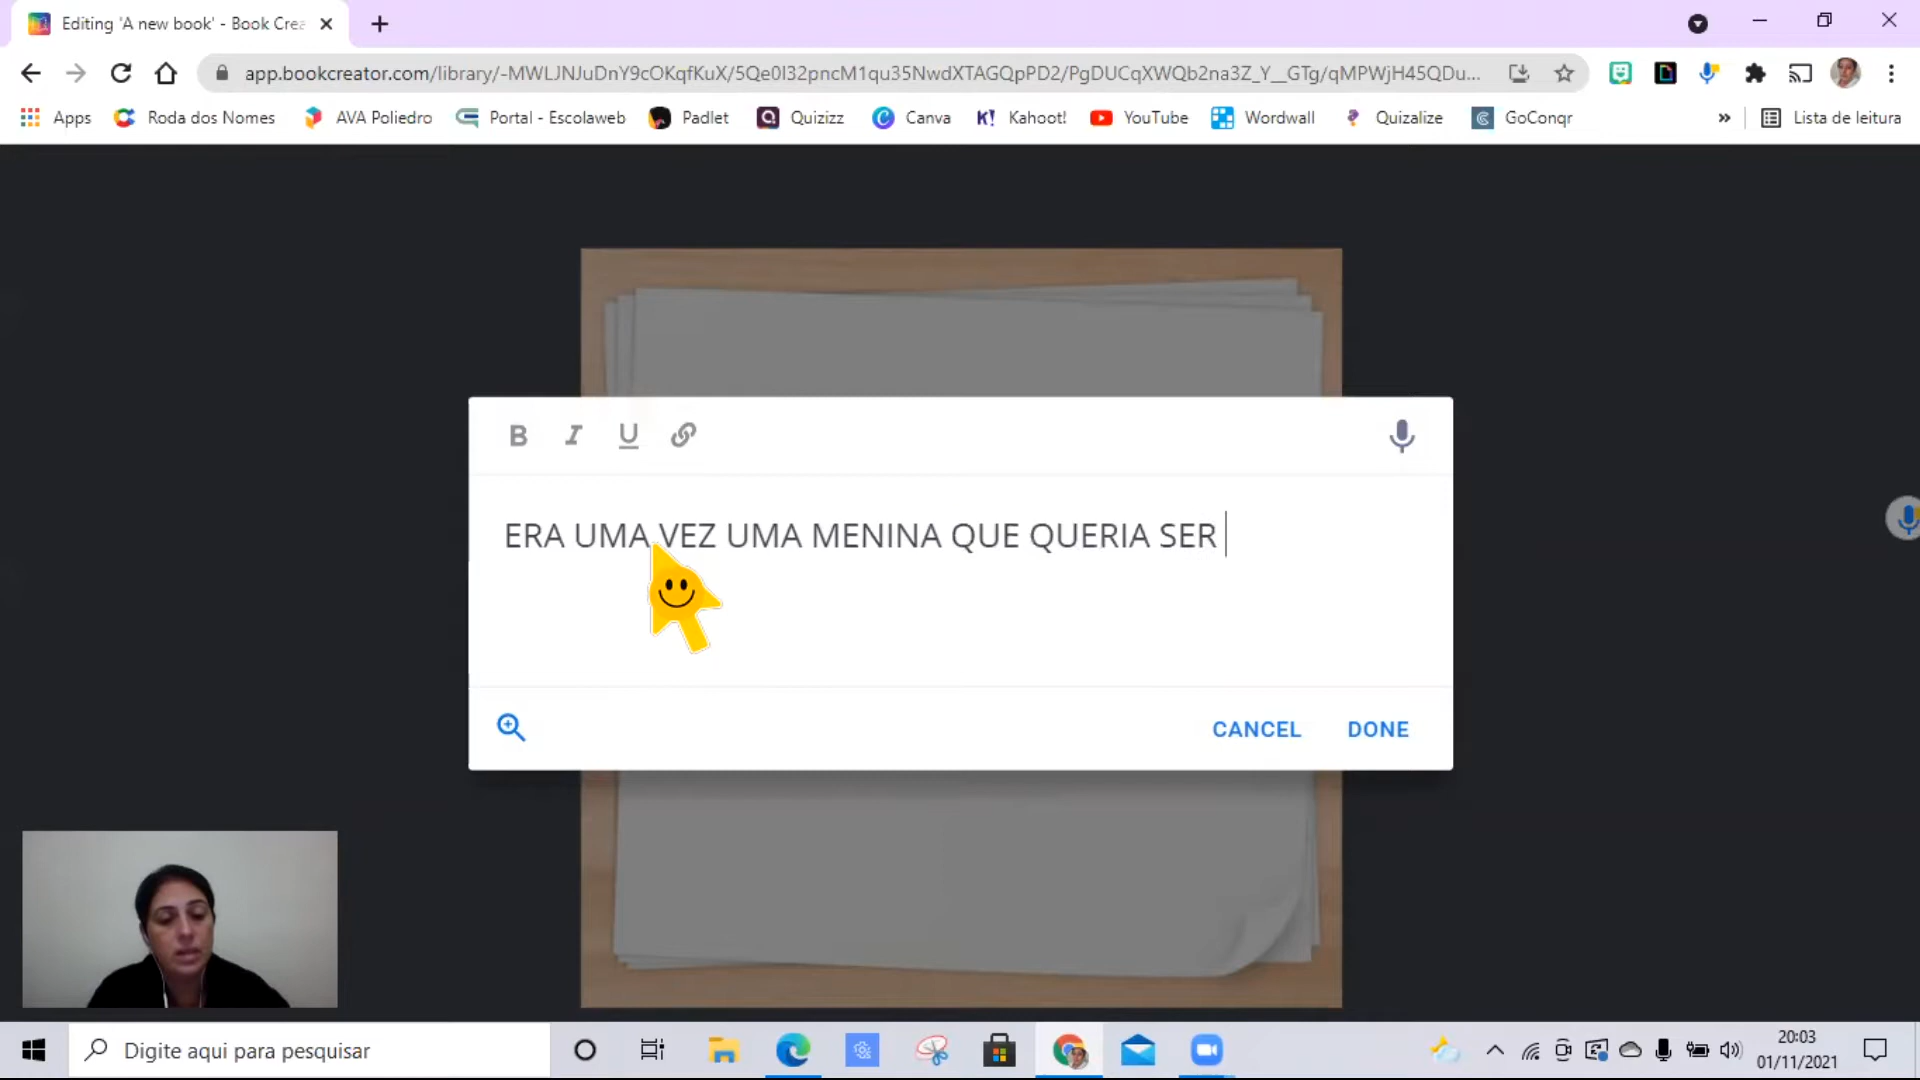 Editing 'A new book' - Book Crea
app.bookcreator.com/library/-MWLJNJuDnY9cOKqfKuX/5Qe0I32pncM1qu35NwdXTAGQpPD2/PgDUCqXWQb2na3Z_Y__GTg/qMPWjH45QDu...
Apps Roda dos Nomes AVA Poliedro Portal - Escolaweb Padlet Quizizz Canva K! Kahoot! YouTube Wordwall Quizalize GoConqr » Lista de leitura
B I U
ERA UMA VEZ UMA MENINA QUE QUERIA SER
CANCEL DONE
Digite aqui para pesquisar
20:03
01/11/2021